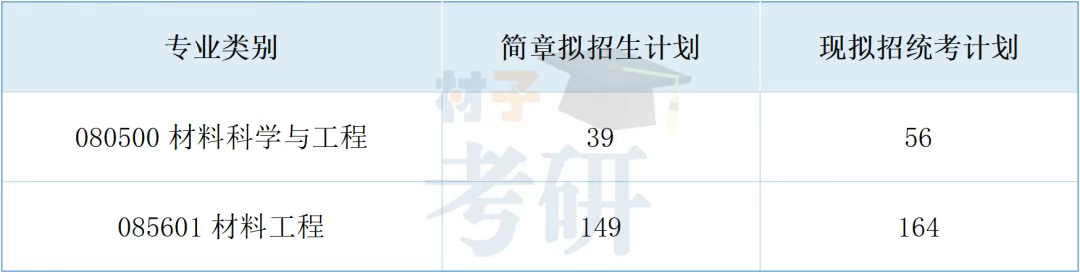 专业类别 简章拟招生计划 现拟招统考计划
080500 材料科学与工程 39 56
085601 材料工程 149 164
材子
考研